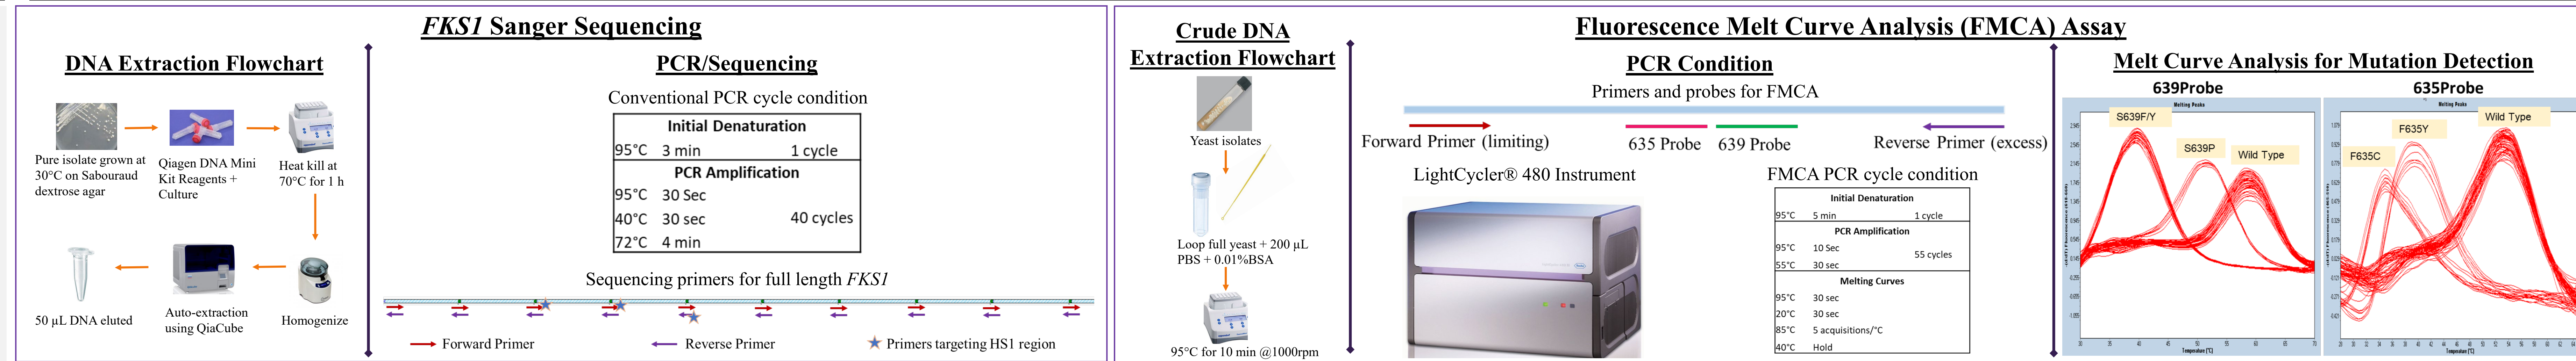 FKS1 Sanger Sequencing
DNA Extraction Flowchart
Pure isolate grown at
30°C on Sabouraud
dextrose agar
Qiagen DNA Mini
Kit Reagents +
Culture
Heat kill at
70°C for 1 h
50 µL DNA eluted
Auto-extraction
using QiaCube
Homogenize
PCR/Sequencing
Conventional PCR cycle condition
Initial Denaturation
95°C 3 min 1 cycle
PCR Amplification
95°C 30 Sec
40°C 30 sec 40 cycles
72°C 4 min
Sequencing primers for full length FKS1
Forward Primer
Reverse Primer
Primers targeting HS1 region
Fluorescence Melt Curve Analysis (FMCA) Assay
Crude DNA
Extraction Flowchart
Yeast isolates
Loop full yeast + 200 µL
PBS + 0.01%BSA
95°C for 10 min @1000rpm
PCR Condition
Primers and probes for FMCA
Forward Primer (limiting)
635 Probe
639 Probe
Reverse Primer (excess)
LightCycler® 480 Instrument
FMCA PCR cycle condition
Initial Denaturation
95°C 5 min 1 cycle
PCR Amplification
95°C 10 Sec
55 cycles
55°C 30 sec
Melting Curves
95°C 30 sec
20°C 30 sec
85°C 5 acquisitions/°C
40°C Hold
Melt Curve Analysis for Mutation Detection
639Probe
Melting Peaks
S639F/Y
S639P
Wild Type
Temperature (°C)
635Probe
Melting Peaks
F635C
F635Y
Wild Type
Temperature (°C)